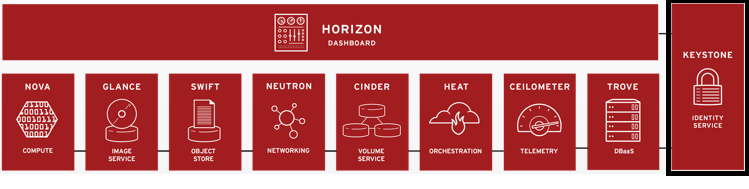 HORIZON
DASHBOARD
KEYSTONE
IDENTITY
SERVICE
NOVA
COMPUTE
GLANCE
IMAGE
SERVICE
SWIFT
OBJECT
STORE
NEUTRON
NETWORKING
CINDER
VOLUME
SERVICE
HEAT
ORCHESTRATION
CEILOMETER
TELEMETRY
TROVE
DBaaS